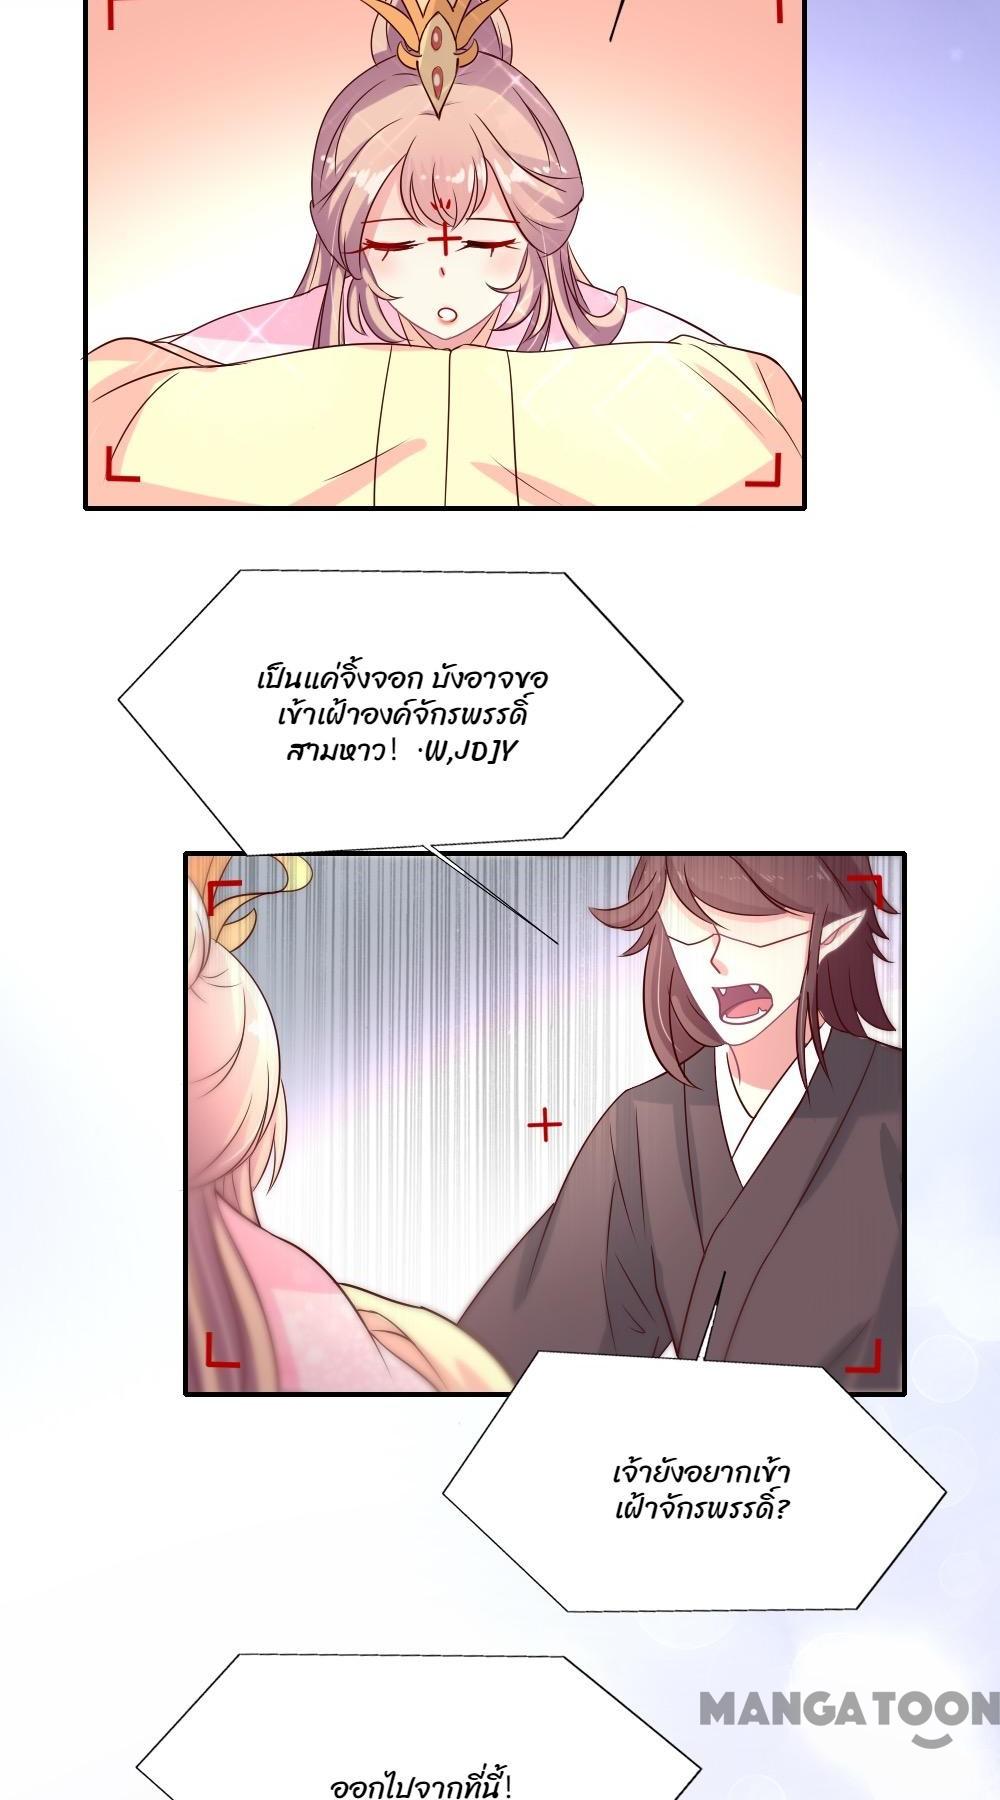 เป็นแค่จิ้งจอก บังอาจขอ
เข้าเฝ้าองค์จักรพรรดิ์
สามหาว! ·W,JD]Y
เจ้ายังอยากเข้า
เฝ้าจักรพรรดิ์?
MANGATOON
ออกไปจากที่นี้!